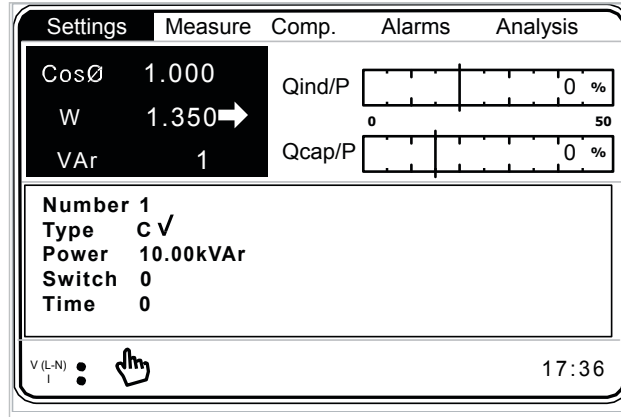 Settings Measure Comp. Alarms Analysis
CosØ 1.000
W 1.350
VAr 1
Qind/P 0 %
0 50
Qcap/P 0 %
Number 1
Type C √
Power 10.00kVAr
Switch 0
Time 0
V (L-N)
I
17:36